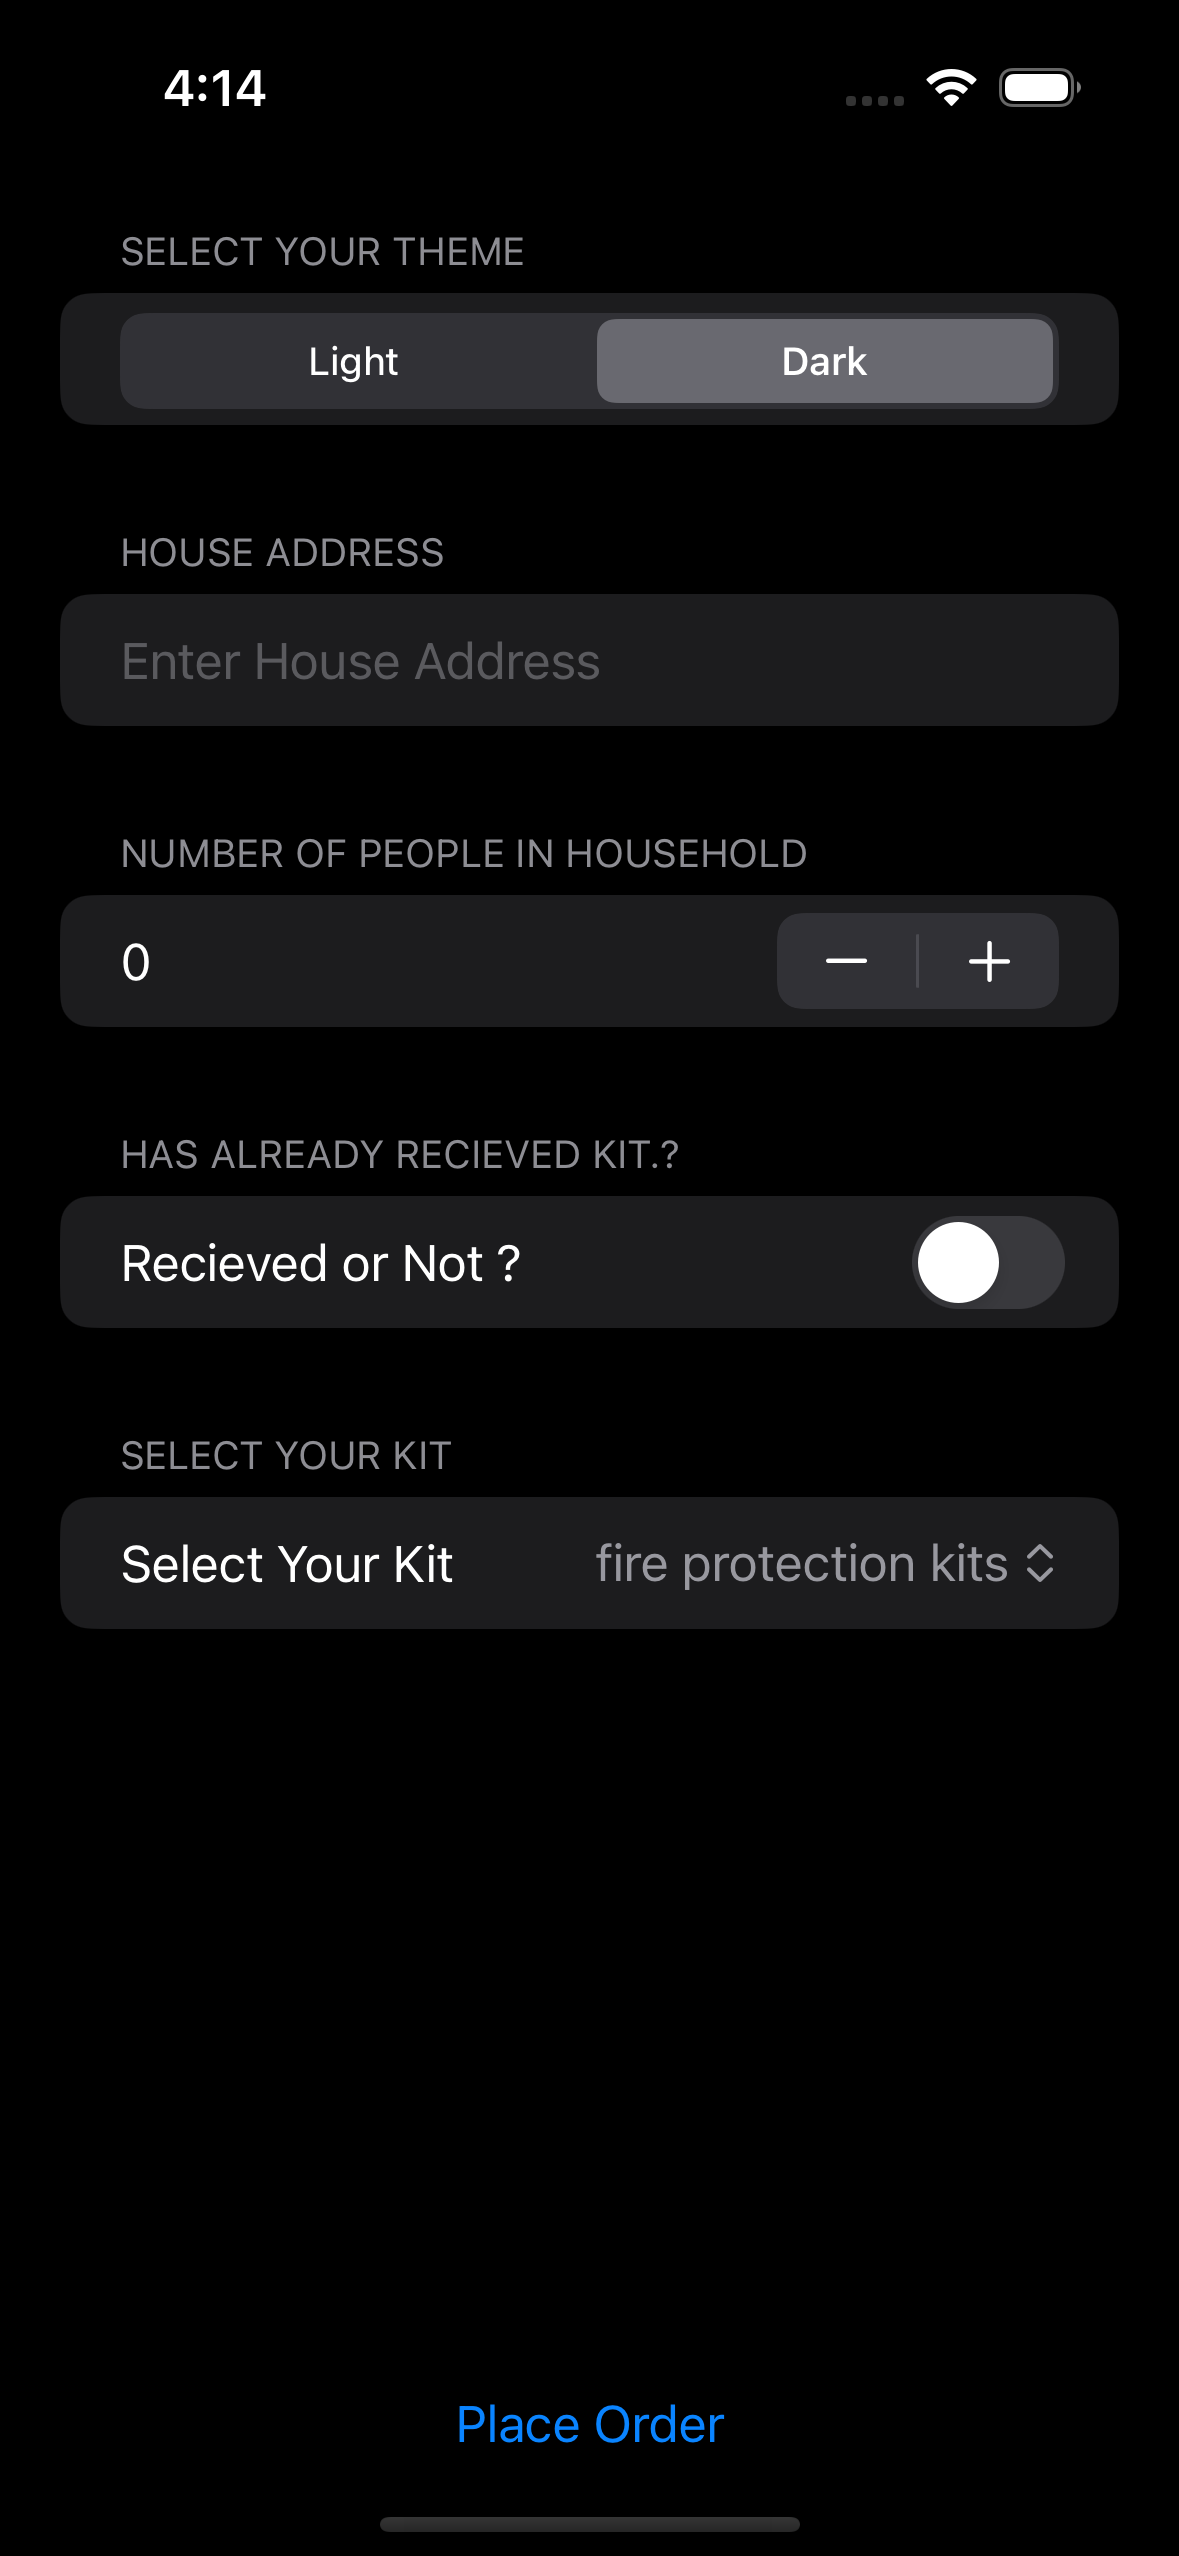 4:14
SELECT YOUR THEME
Light Dark
HOUSE ADDRESS
Enter House Address
NUMBER OF PEOPLE IN HOUSEHOLD
0
HAS ALREADY RECIEVED KIT.?
Recieved or Not ?
SELECT YOUR KIT
Select Your Kit fire protection kits
Place Order